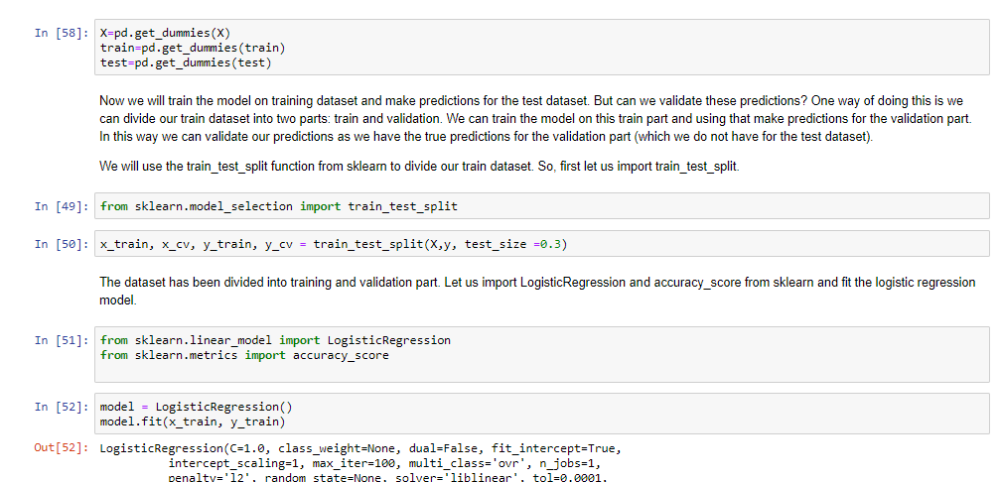 In [58]: X=pd.get_dummies(X)
train=pd.get_dummies(train)
test=pd.get_dummies(test)
Now we will train the model on training dataset and make predictions for the test dataset. But can we validate these predictions? One way of doing this is we
can divide our train dataset into two parts: train and validation. We can train the model on this train part and using that make predictions for the validation part.
In this way we can validate our predictions as we have the true predictions for the validation part (which we do not have for the test dataset).
We will use the train_test_split function from sklearn to divide our train dataset. So, first let us import train_test_split.
In [49]: from sklearn.model_selection import train_test_split
In [50]: x_train, x_cv, y_train, y_cv = train_test_split(X,y, test_size =0.3)
The dataset has been divided into training and validation part. Let us import LogisticRegression and accuracy_score from sklearn and fit the logistic regression
model.
In [51]: from sklearn.linear_model import LogisticRegression
from sklearn.metrics import accuracy_score
In [52]: model = LogisticRegression()
model.fit(x_train, y_train)
Out[52]: LogisticRegression(C=1.0, class_weight=None, dual=False, fit_intercept=True,
intercept_scaling=1, max_iter=100, multi_class='ovr', n_jobs=1,
penalty='l2', random_state=None, solver='liblinear', tol=0.0001,